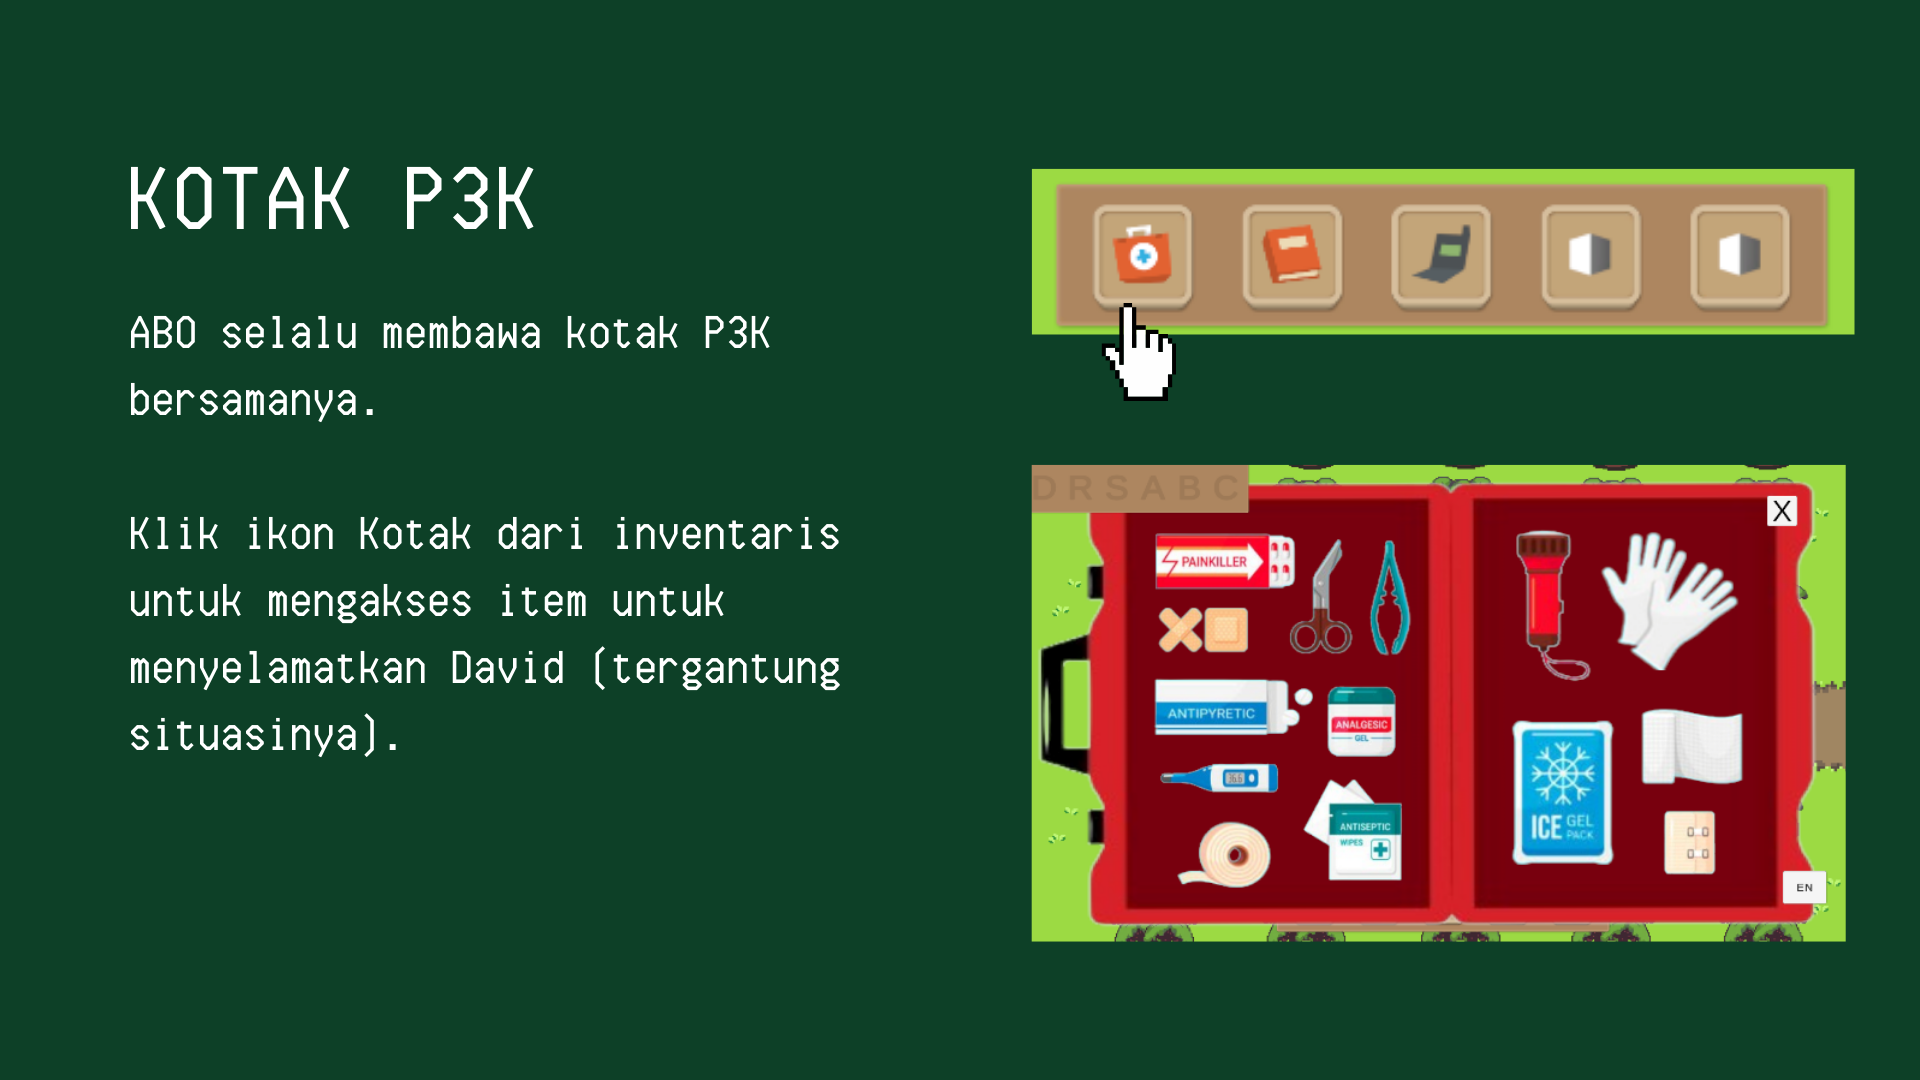 KOTAK P3K
ABO selalu membawa kotak P3K
bersamanya.
Klik ikon Kotak dari inventaris
untuk mengakses item untuk
menyelamatkan David (tergantung
situasinya).
DRSABC
X
PAINKILLER
ANTIPYRETIC
ANALGESIC
GEL
36.6
ANTISEPTIC
WIPES
ICE GEL
PACK
EN